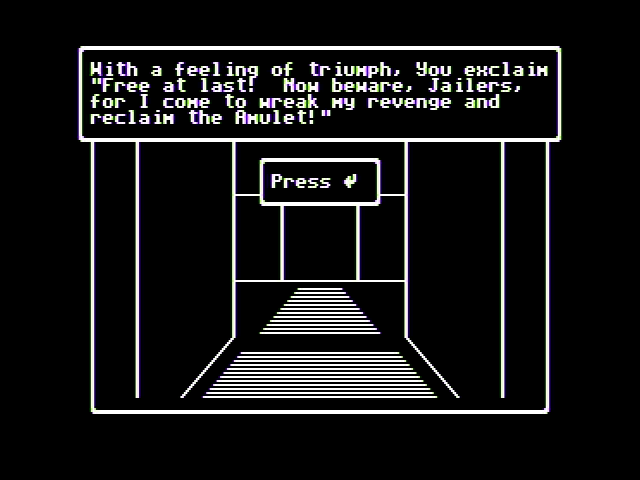 With a feeling of triumph, You exclaim
"Free at last!  Now beware, Jailers,
for I come to wreak my revenge and
reclaim the Amulet!"
Press ↲